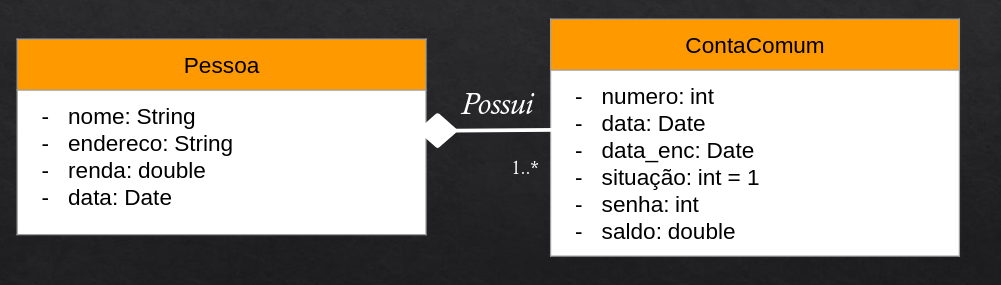 Pessoa
- nome: String
- endereco: String
- renda: double
- data: Date
Possui
1..*
ContaComum
- numero: int
- data: Date
- data_enc: Date
- situação: int = 1
- senha: int
- saldo: double